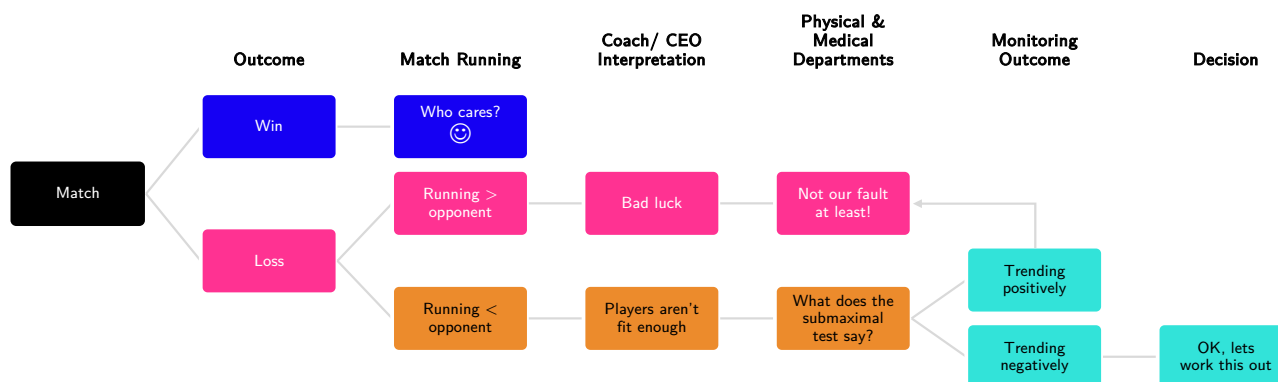 Outcome
Match Running
Coach/ CEO
Interpretation
Physical &
Medical
Departments
Monitoring
Outcome
Decision
Match
Win
Who cares?
Loss
Running >
opponent
Bad luck
Not our fault
at least!
Running <
opponent
Players aren't
fit enough
What does the
submaximal
test say?
Trending
positively
Trending
negatively
OK, lets
work this out